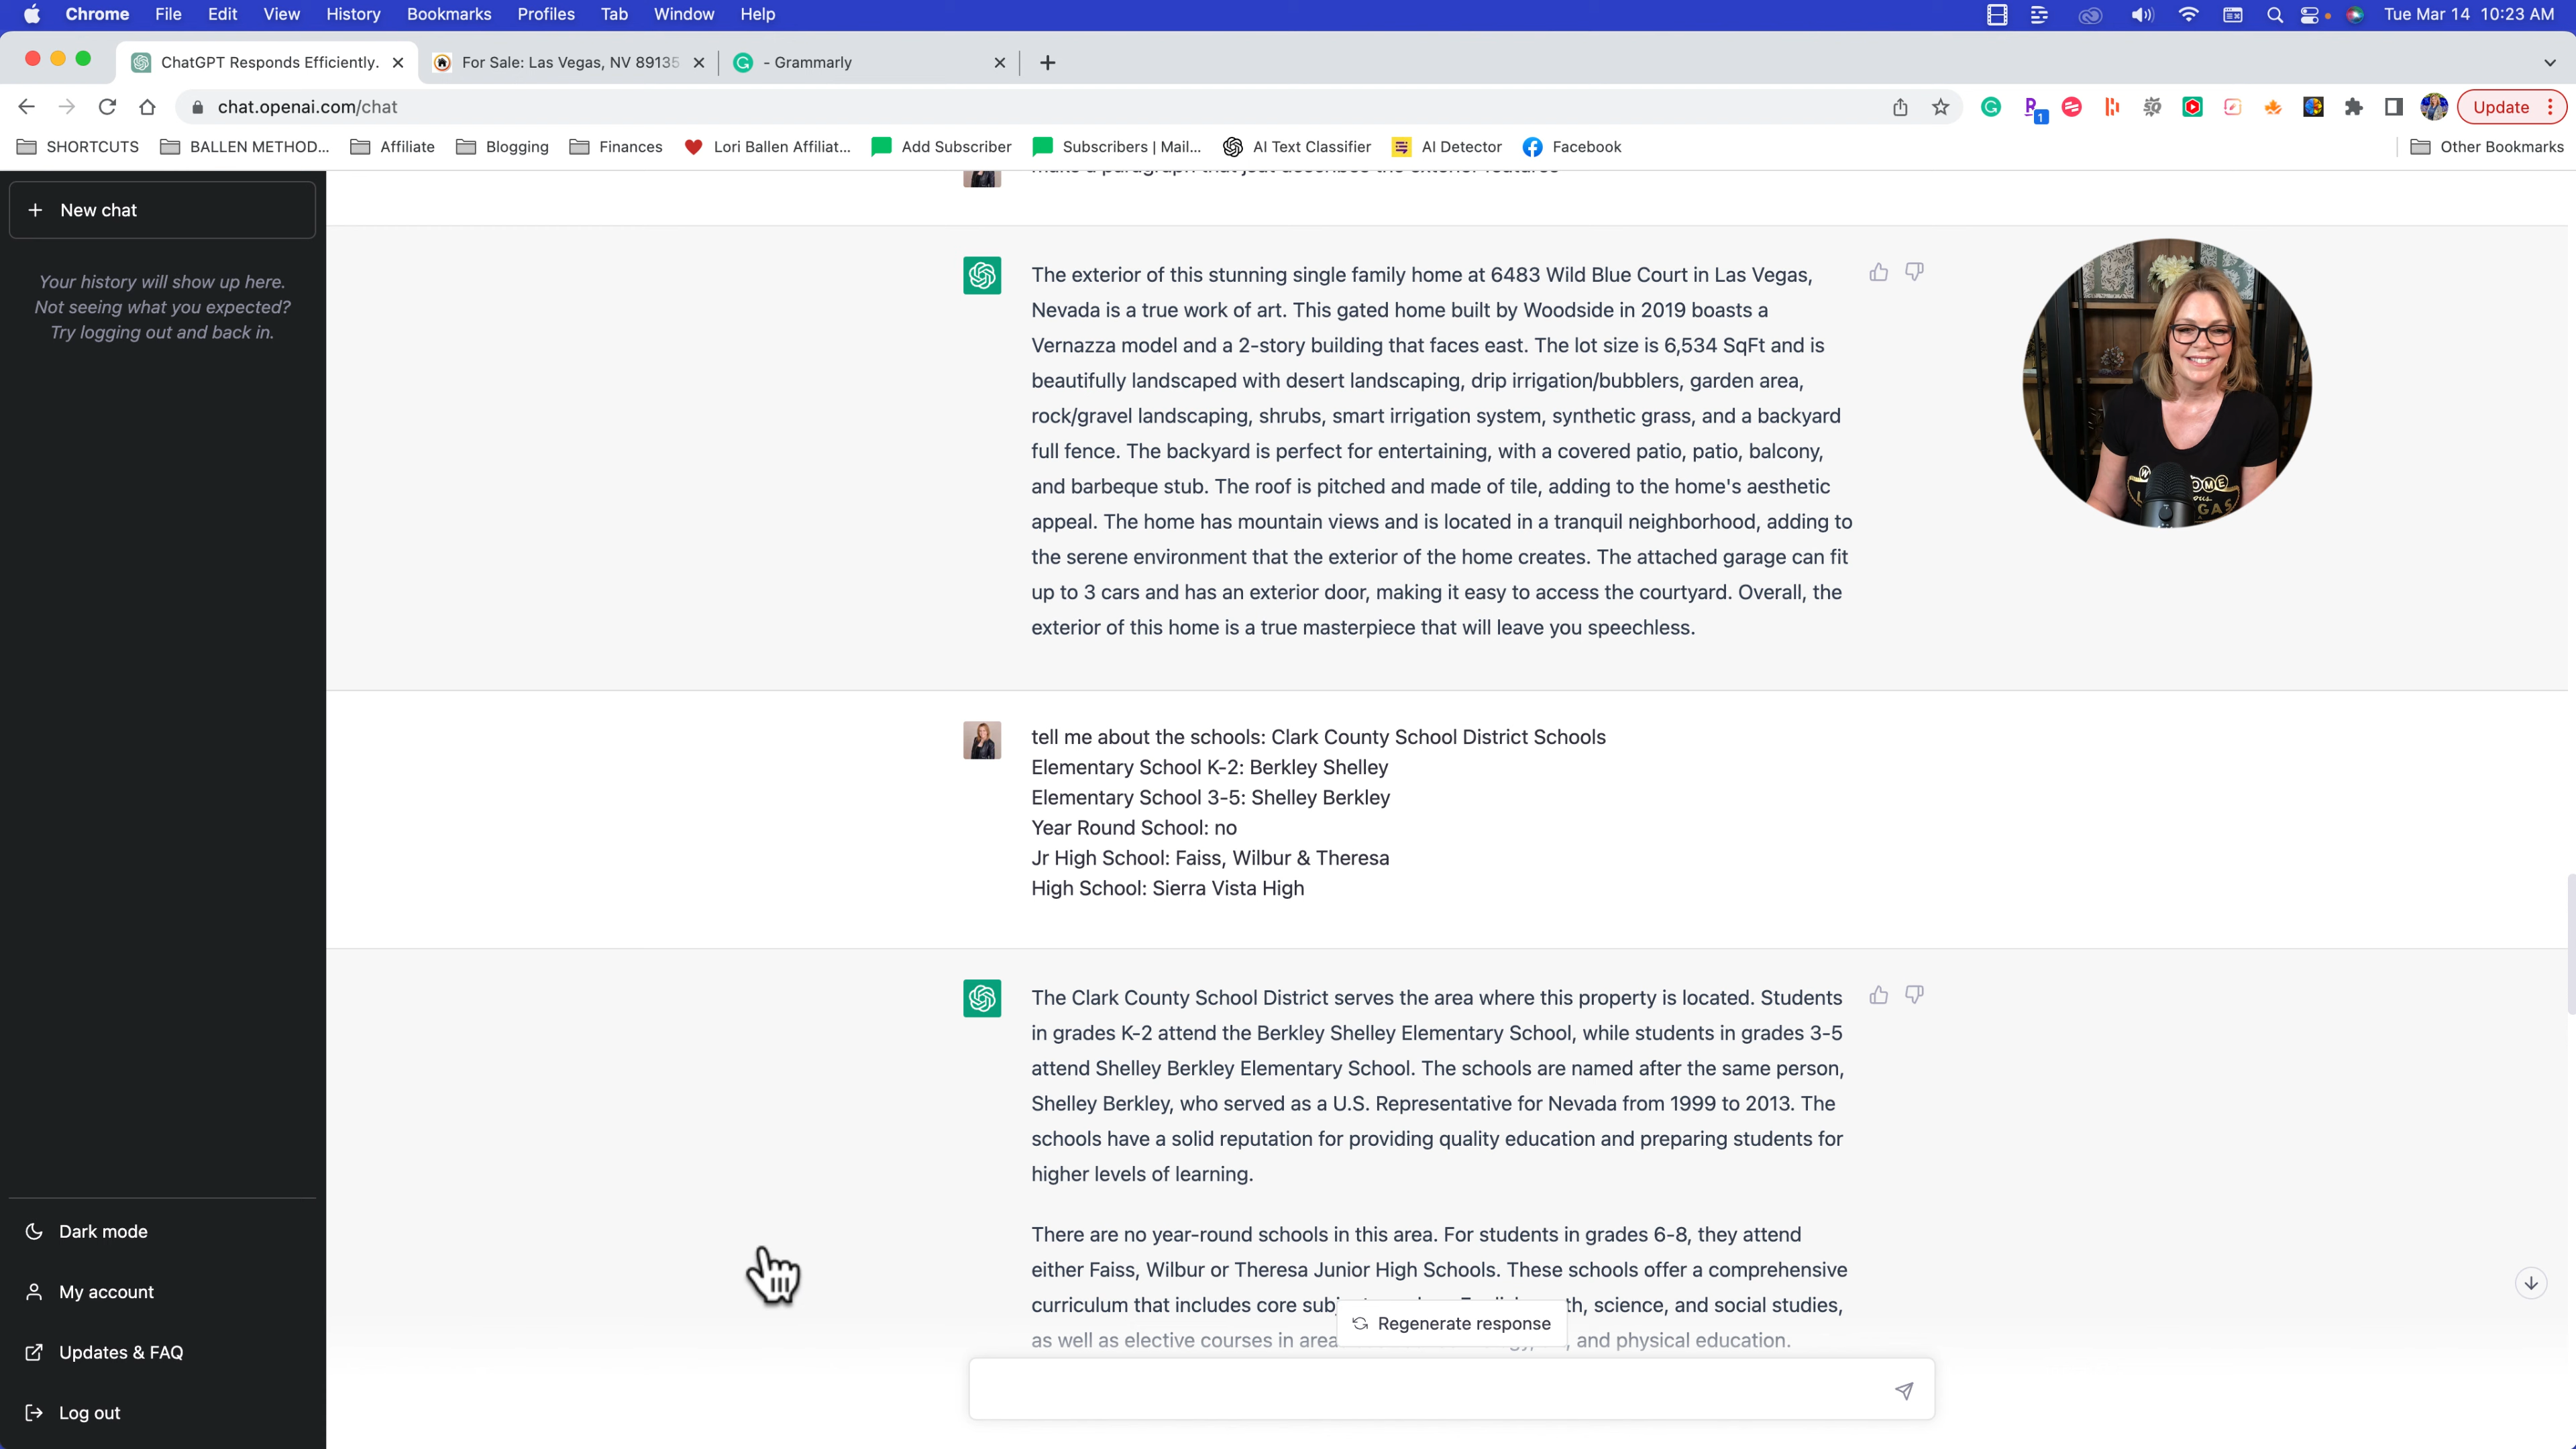 Chrome File Edit View History Bookmarks Profiles Tab Window Help Tue Mar 14 10:23 AM
ChatGPT Responds Efficiently. For Sale: Las Vegas, NV 89135 - Grammarly
chat.openai.com/chat 1 Update
SHORTCUTS BALLEN METHOD... Affiliate Blogging Finances Lori Ballen Affiliat... Add Subscriber Subscribers | Mail... AI Text Classifier AI Detector Facebook Other Bookmarks
New chat
Your history will show up here.
Not seeing what you expected?
Try logging out and back in.
Dark mode
My account
Updates & FAQ
Log out
make a paragraph that just describes the exterior features
The exterior of this stunning single family home at 6483 Wild Blue Court in Las Vegas,
Nevada is a true work of art. This gated home built by Woodside in 2019 boasts a
Vernazza model and a 2-story building that faces east. The lot size is 6,534 SqFt and is
beautifully landscaped with desert landscaping, drip irrigation/bubblers, garden area,
rock/gravel landscaping, shrubs, smart irrigation system, synthetic grass, and a backyard
full fence. The backyard is perfect for entertaining, with a covered patio, patio, balcony,
and barbeque stub. The roof is pitched and made of tile, adding to the home's aesthetic
appeal. The home has mountain views and is located in a tranquil neighborhood, adding to
the serene environment that the exterior of the home creates. The attached garage can fit
up to 3 cars and has an exterior door, making it easy to access the courtyard. Overall, the
exterior of this home is a true masterpiece that will leave you speechless.
tell me about the schools: Clark County School District Schools
Elementary School K-2: Berkley Shelley
Elementary School 3-5: Shelley Berkley
Year Round School: no
Jr High School: Faiss, Wilbur & Theresa
High School: Sierra Vista High
The Clark County School District serves the area where this property is located. Students
in grades K-2 attend the Berkley Shelley Elementary School, while students in grades 3-5
attend Shelley Berkley Elementary School. The schools are named after the same person,
Shelley Berkley, who served as a U.S. Representative for Nevada from 1999 to 2013. The
schools have a solid reputation for providing quality education and preparing students for
higher levels of learning.
There are no year-round schools in this area. For students in grades 6-8, they attend
either Faiss, Wilbur or Theresa Junior High Schools. These schools offer a comprehensive
curriculum that includes core science, and social studies,
as well as elective courses in and physical education.
Regenerate response